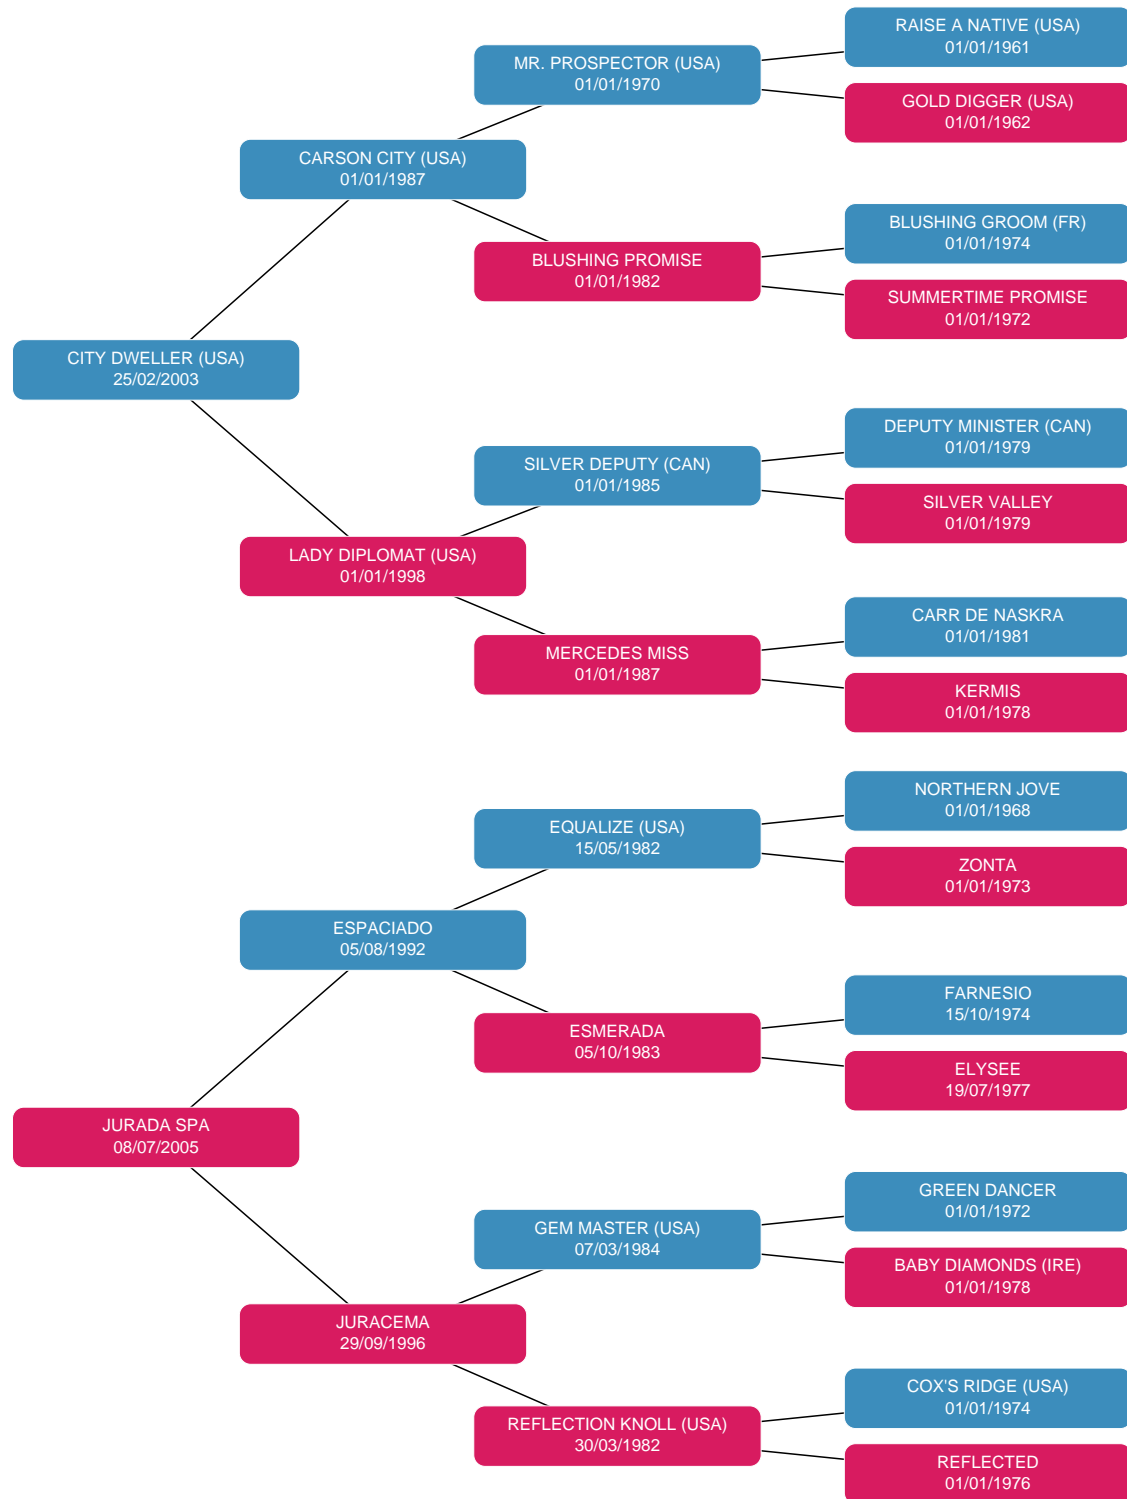 RAISE A NATIVE (USA)
01/01/1961
MR. PROSPECTOR (USA)
01/01/1970
GOLD DIGGER (USA)
01/01/1962
CARSON CITY (USA)
01/01/1987
BLUSHING GROOM (FR)
01/01/1974
BLUSHING PROMISE
01/01/1982
SUMMERTIME PROMISE
01/01/1972
CITY DWELLER (USA)
25/02/2003
DEPUTY MINISTER (CAN)
01/01/1979
SILVER DEPUTY (CAN)
01/01/1985
SILVER VALLEY
01/01/1979
LADY DIPLOMAT (USA)
01/01/1998
CARR DE NASKRA
01/01/1981
MERCEDES MISS
01/01/1987
KERMIS
01/01/1978
NORTHERN JOVE
01/01/1968
EQUALIZE (USA)
15/05/1982
ZONTA
01/01/1973
ESPACIADO
05/08/1992
FARNESIO
15/10/1974
ESMERADA
05/10/1983
ELYSEE
19/07/1977
JURADA SPA
08/07/2005
GREEN DANCER
01/01/1972
GEM MASTER (USA)
07/03/1984
BABY DIAMONDS (IRE)
01/01/1978
JURACEMA
29/09/1996
COX'S RIDGE (USA)
01/01/1974
REFLECTION KNOLL (USA)
30/03/1982
REFLECTED
01/01/1976